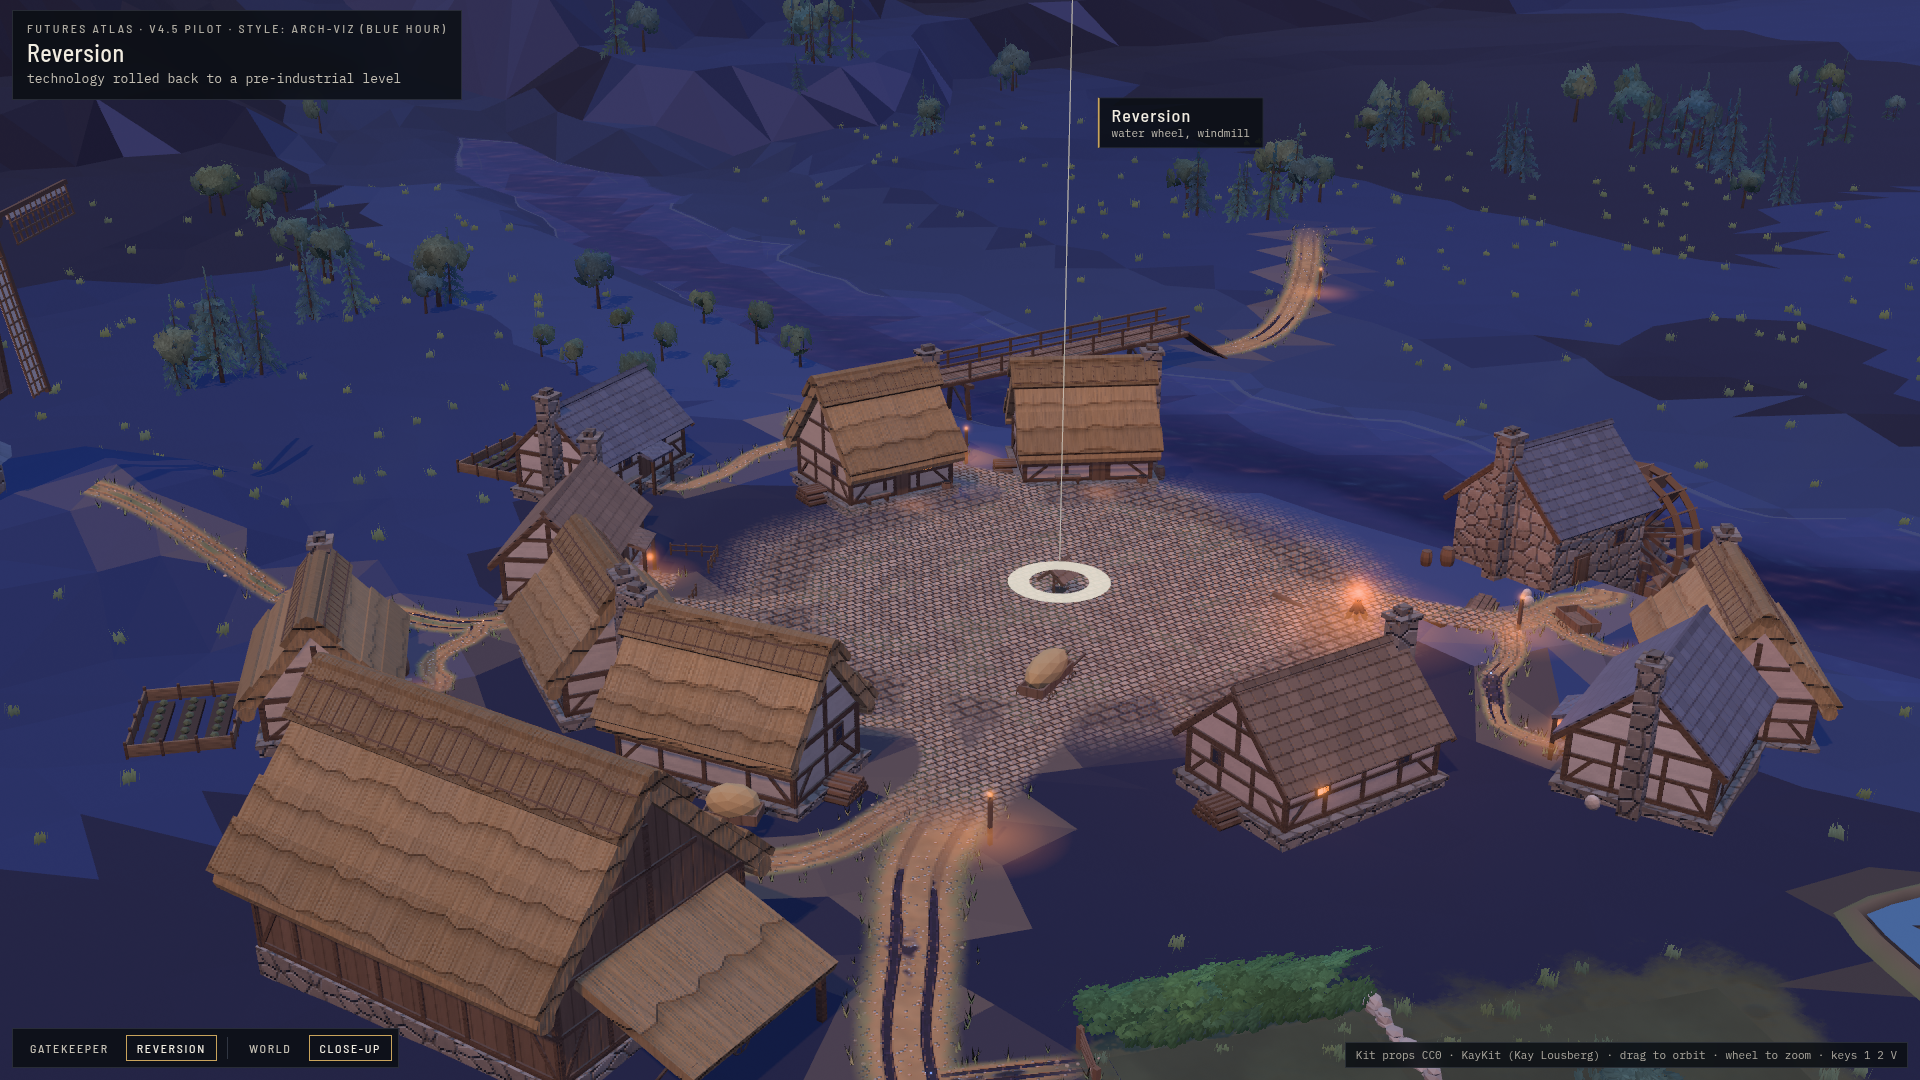 FUTURES ATLAS · V4.5 PILOT · STYLE: ARCH-VIZ (BLUE HOUR)
Reversion
technology rolled back to a pre-industrial level
Reversion
water wheel, windmill
GATEKEEPER REVERSION WORLD CLOSE-UP
Kit props CC0 · KayKit (Kay Lousberg) · drag to orbit · wheel to zoom · keys 1 2 V